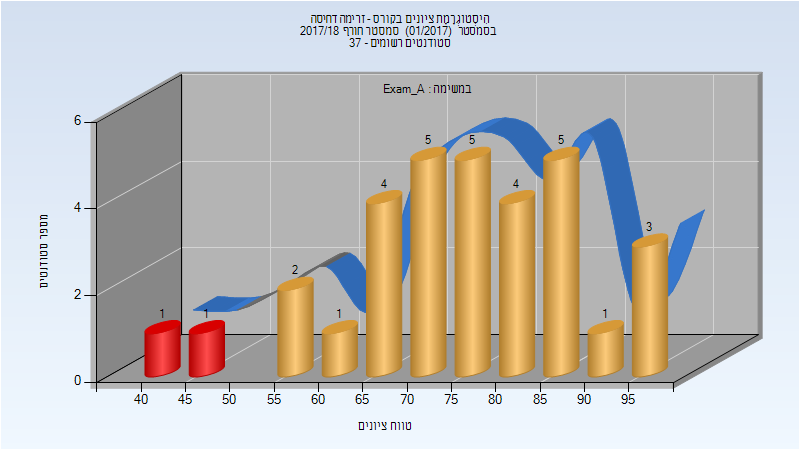 היסטוגרמת ציונים בקורס - זרימה דחיסה
בסמסטר (01/2017) סמסטר חורף 2017/18
סטודנטים רשומים - 37
במשימה : Exam_A
מספר סטודנטים
6
4
2
0
1
1
2
1
4
5
5
4
5
1
3
40 45 50 55 60 65 70 75 80 85 90 95
טווח ציונים